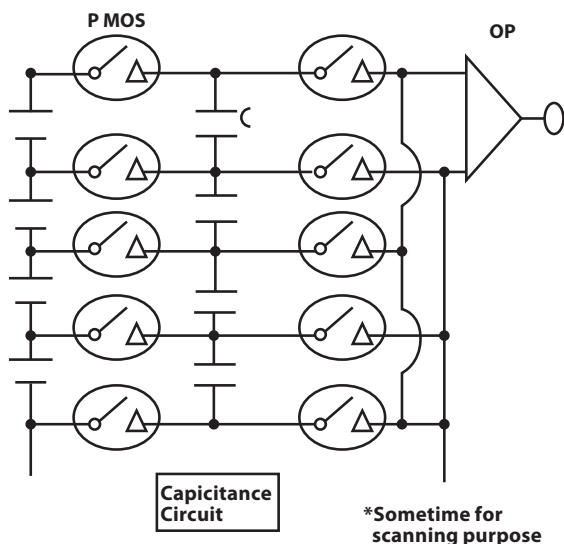 P MOS
OP
Capicitance
Circuit
*Sometime for
scanning purpose